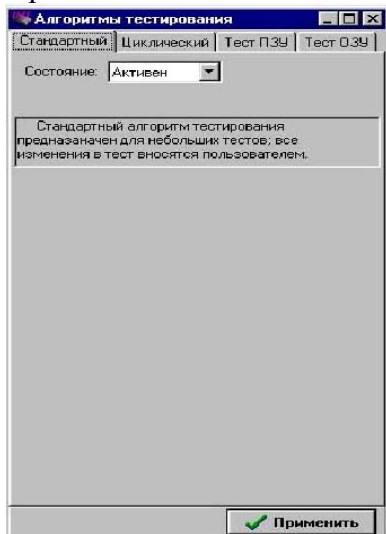 Алгоритмы тестирования
Стандартный Циклический Тест ПЗУ Тест ОЗУ
Состояние: Активен
Стандартный алгоритм тестирования
предназначен для небольших тестов; все
изменения в тест вносятся пользователем.
Применить